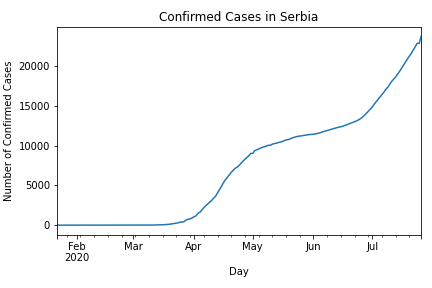 Confirmed Cases in Serbia
Number of Confirmed Cases
20000
15000
10000
5000
0
Feb Mar Apr May Jun Jul
2020
Day